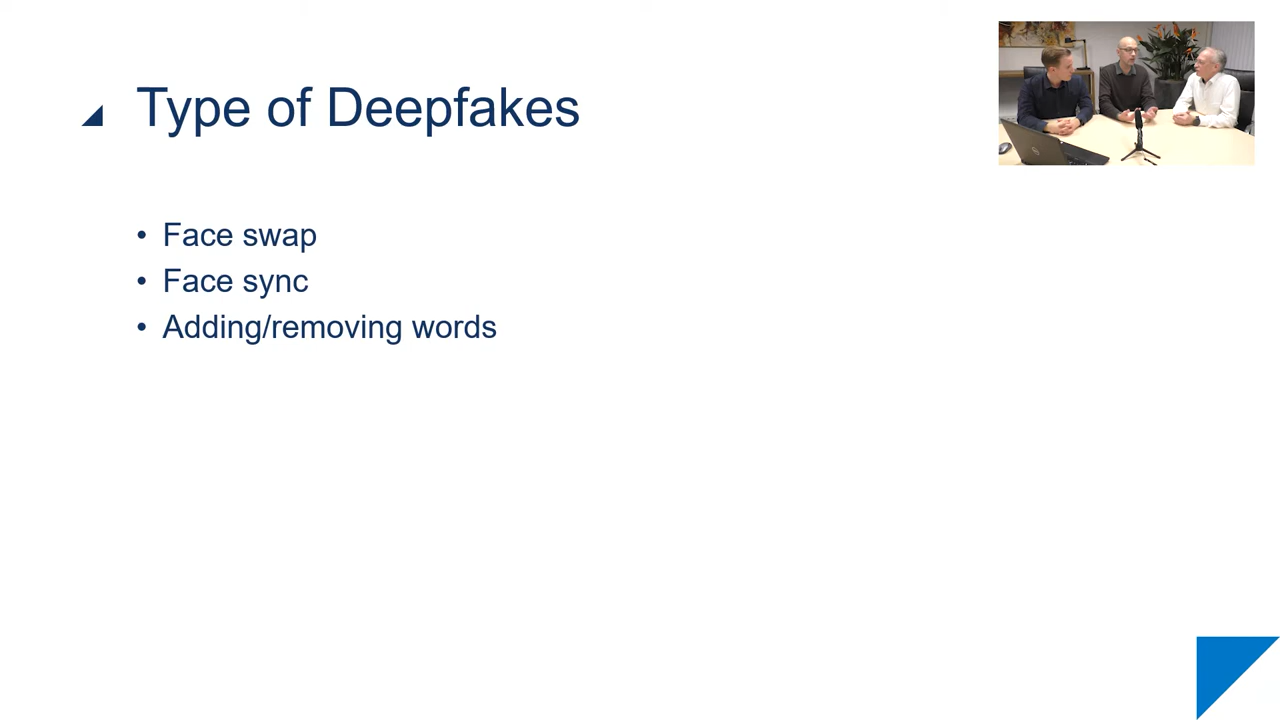 Type of Deepfakes
• Face swap
• Face sync
• Adding/removing words